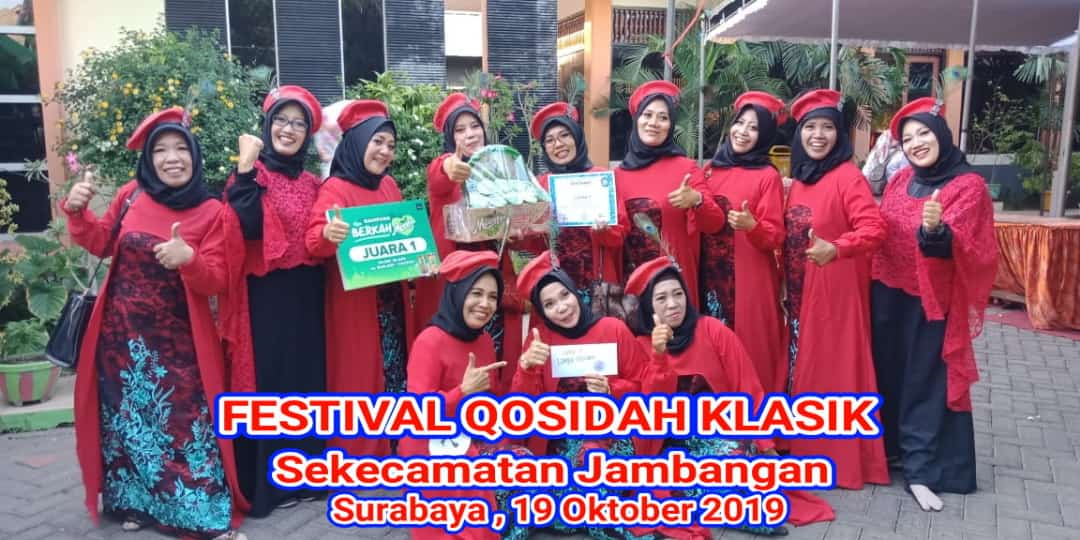 BERKAH
JUARA 1
FESTIVAL QOSIDAH KLASIK
Sekecamatan Jambangan
Surabaya , 19 Oktober 2019